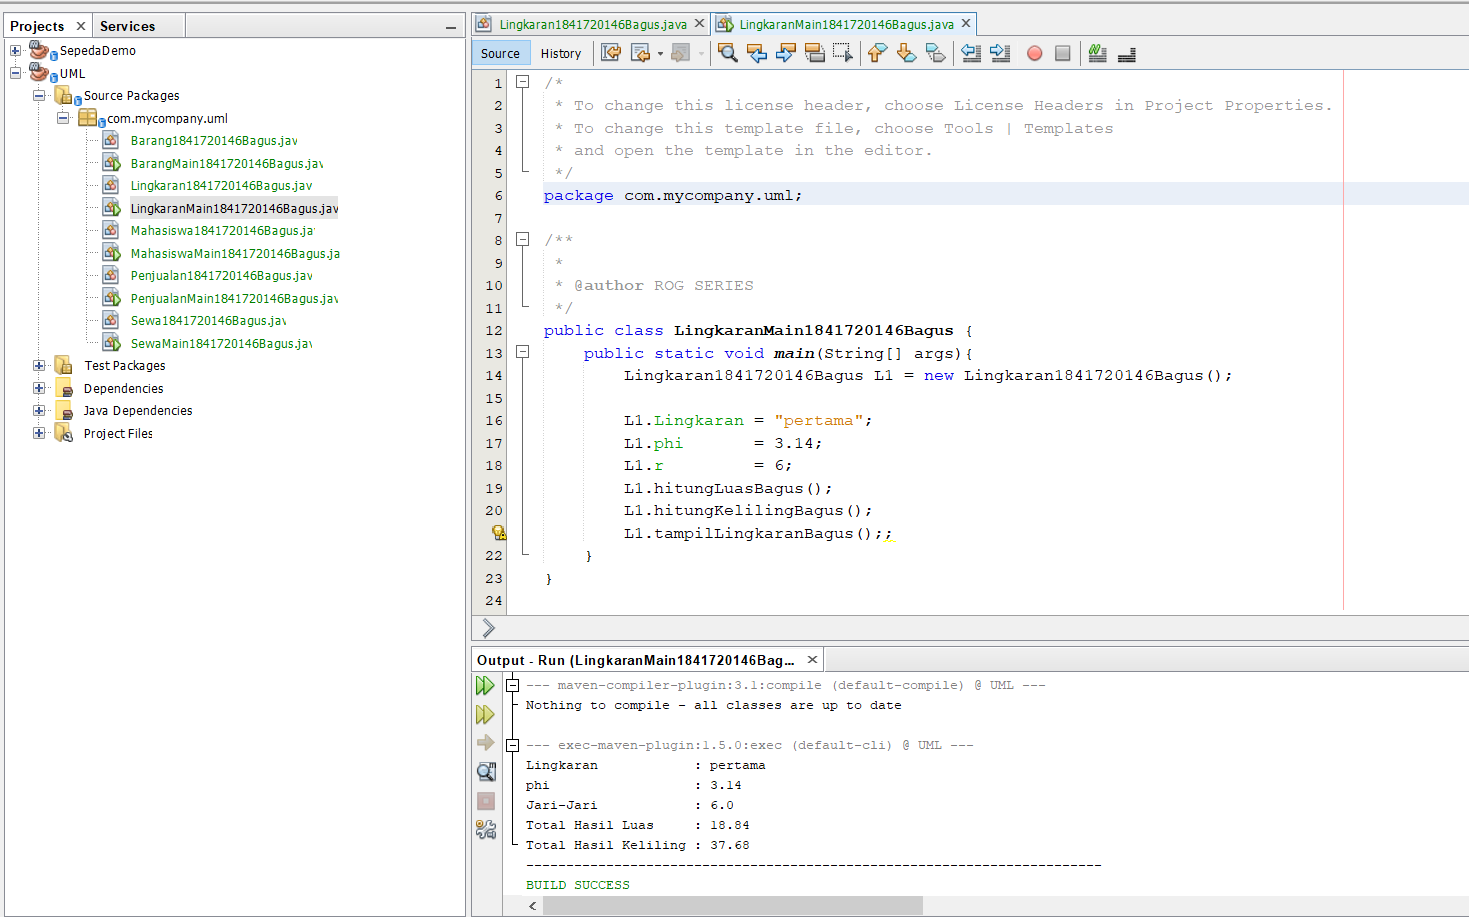 Projects
Services
SepedaDemo
UML
Source Packages
com.mycompany.uml
Barang1841720146Bagus.jav
BarangMain1841720146Bagus.jav
Lingkaran1841720146Bagus.jav
LingkaranMain1841720146Bagus.jav
Mahasiswa1841720146Bagus.ja
MahasiswaMain1841720146Bagus.ja
Penjualan1841720146Bagus.jav
PenjualanMain1841720146Bagus.jav
Sewa1841720146Bagus.jav
SewaMain1841720146Bagus.jav
Test Packages
Dependencies
Java Dependencies
Project Files
Lingkaran1841720146Bagus.java
LingkaranMain1841720146Bagus.java
Source History
1 /*
2 * To change this license header, choose License Headers in Project Properties.
3 * To change this template file, choose Tools | Templates
4 * and open the template in the editor.
5 */
6 package com.mycompany.uml;
7
8 /**
9 *
10 * @author ROG SERIES
11 */
12 public class LingkaranMain1841720146Bagus {
13 public static void main(String[] args){
14 Lingkaran1841720146Bagus L1 = new Lingkaran1841720146Bagus();
15
16 L1.Lingkaran = "pertama";
17 L1.phi = 3.14;
18 L1.r = 6;
19 L1.hitungLuasBagus();
20 L1.hitungKelilingBagus();
L1.tampilLingkaranBagus();;
22 }
23 }
24
Output - Run (LingkaranMain1841720146Bag...
--- maven-compiler-plugin:3.1:compile (default-compile) @ UML ---
Nothing to compile - all classes are up to date
--- exec-maven-plugin:1.5.0:exec (default-cli) @ UML ---
Lingkaran : pertama
phi : 3.14
Jari-Jari : 6.0
Total Hasil Luas : 18.84
Total Hasil Keliling : 37.68
------------------------------------------------------------------------
BUILD SUCCESS